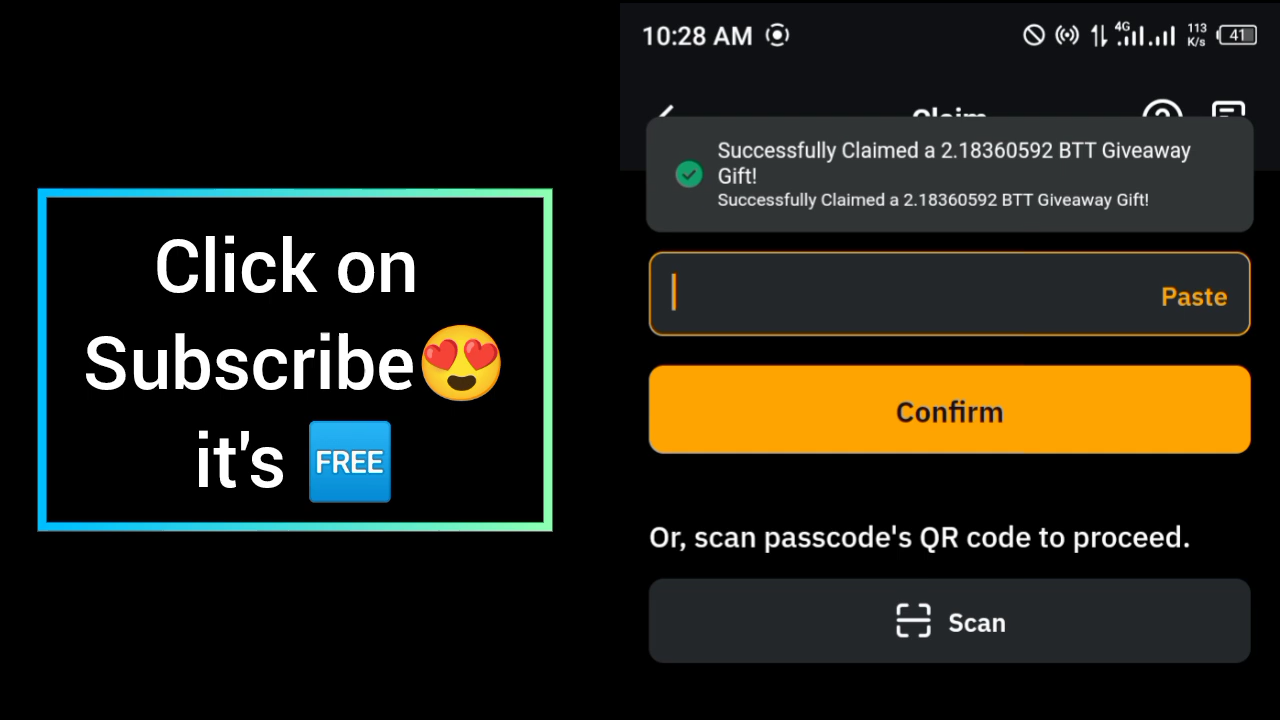 Click on
Subscribe😍
it's 🆓
10:28 AM
4G
113
K/s
41
Claim
Successfully Claimed a 2.18360592 BTT Giveaway
Gift!
Successfully Claimed a 2.18360592 BTT Giveaway Gift!
Paste
Confirm
Or, scan passcode's QR code to proceed.
Scan